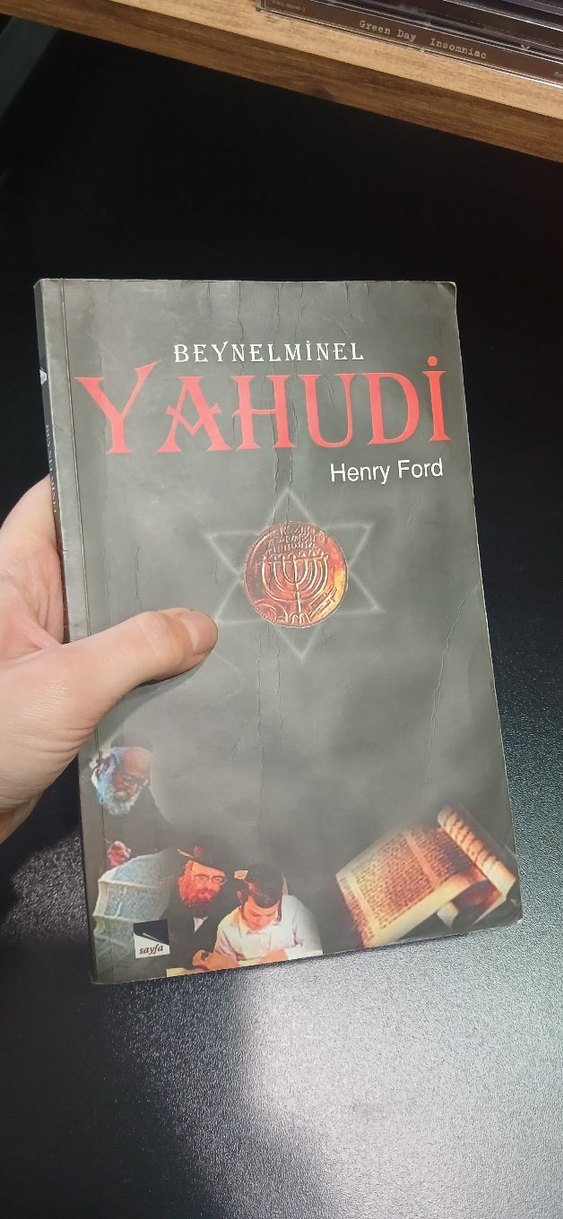 Green Day Insomniac
BEYNELMİNEL
YAHUDİ
Henry Ford
sayfa